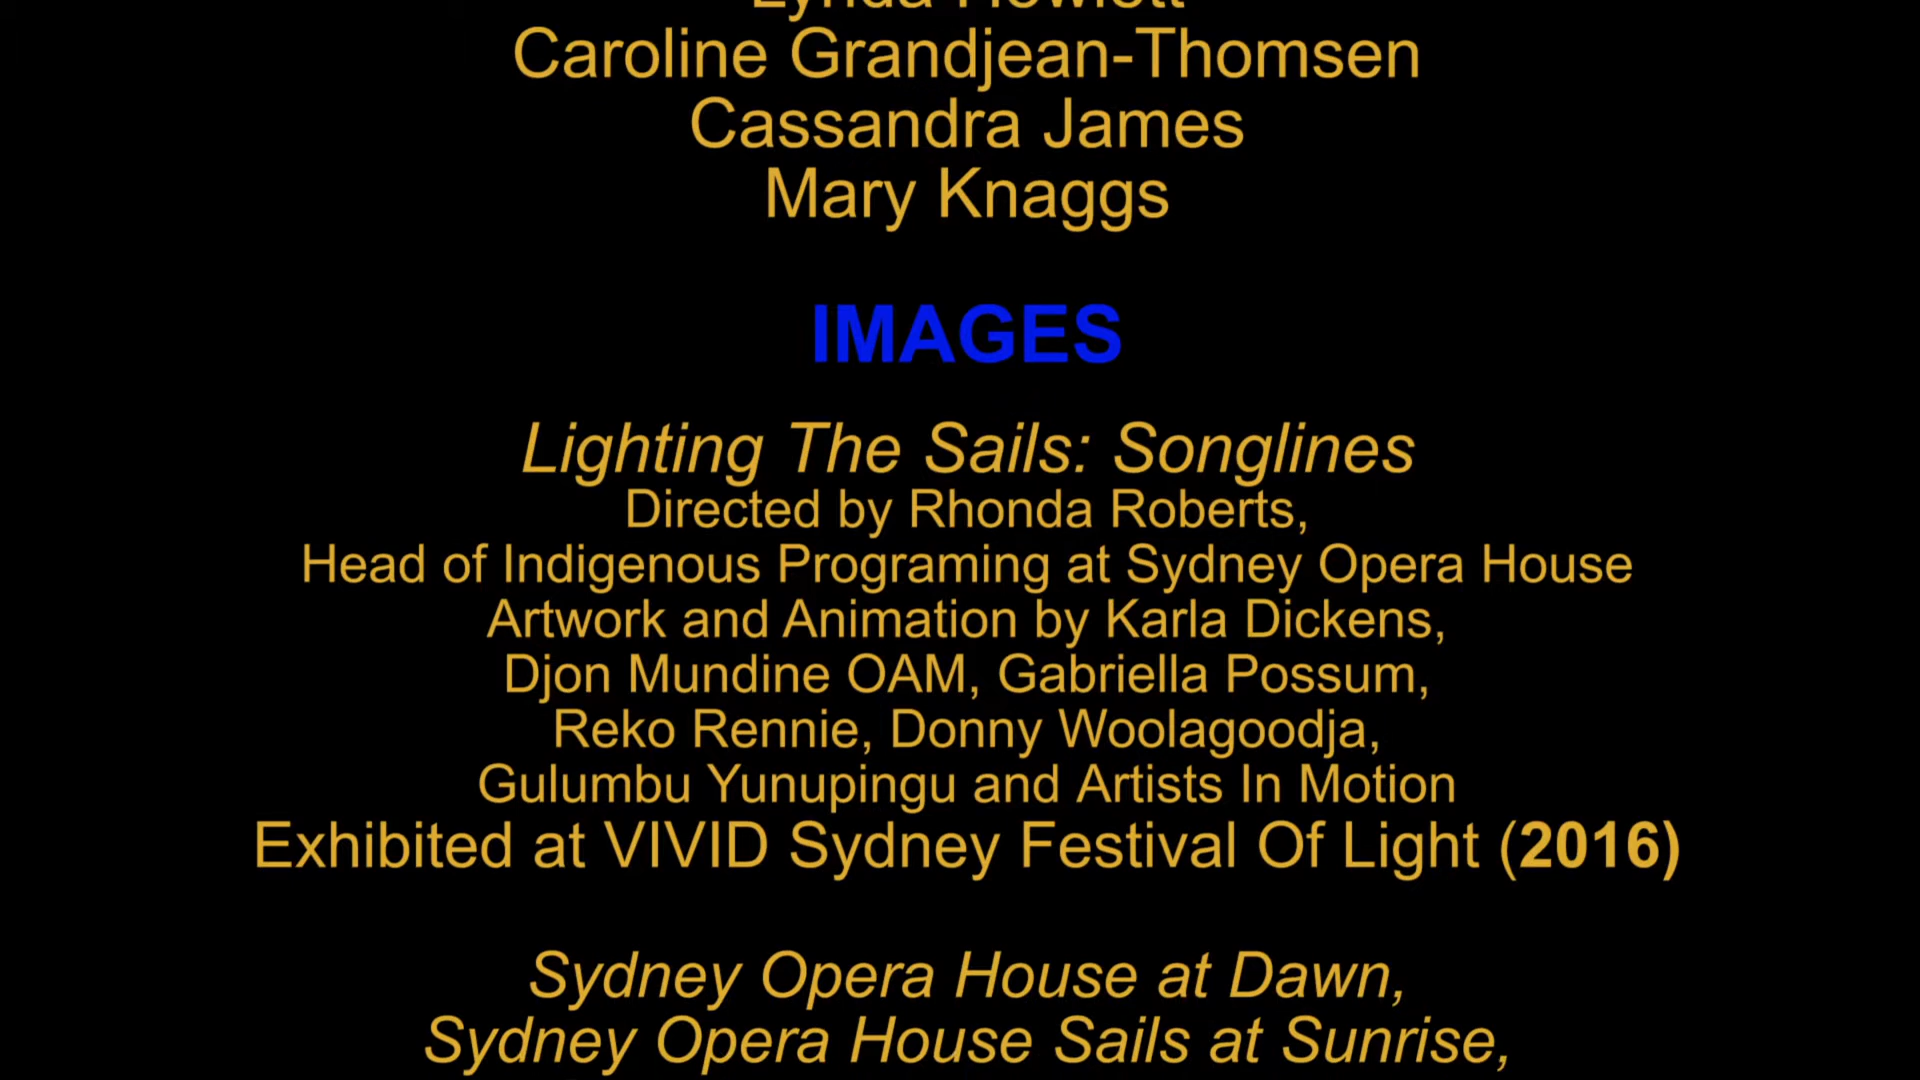 Lynda Howlett
Caroline Grandjean-Thomsen
Cassandra James
Mary Knaggs
IMAGES
Lighting The Sails: Songlines
Directed by Rhonda Roberts,
Head of Indigenous Programing at Sydney Opera House
Artwork and Animation by Karla Dickens,
Djon Mundine OAM, Gabriella Possum,
Reko Rennie, Donny Woolagoodja,
Gulumbu Yunupingu and Artists In Motion
Exhibited at VIVID Sydney Festival Of Light (2016)
Sydney Opera House at Dawn,
Sydney Opera House Sails at Sunrise,